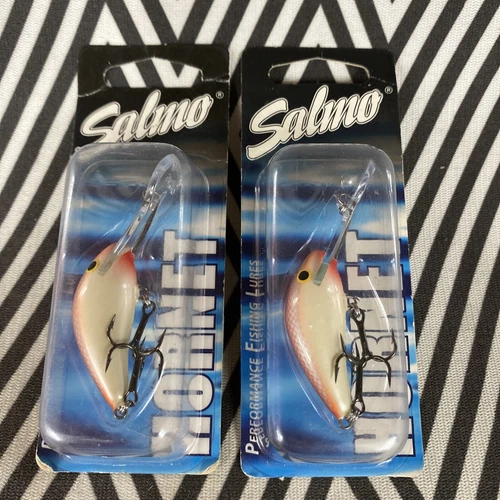 Salmo®
HORNET
Salmo®
PERFORMANCE FISHING LURES
HORNET